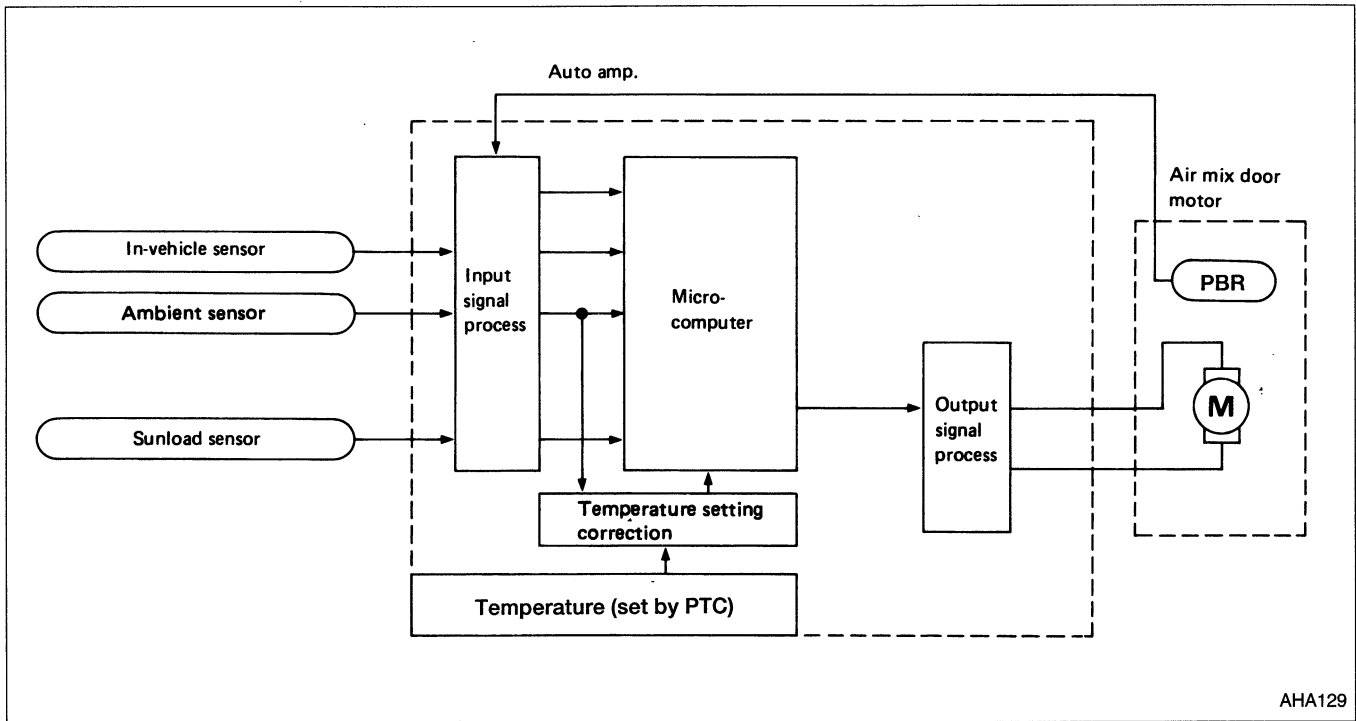 Auto amp.
Air mix door
motor
In-vehicle sensor
Ambient sensor
Sunload sensor
Input
signal
process
Micro-
computer
PBR
M
Output
signal
process
Temperature setting
correction
Temperature (set by PTC)
AHA129